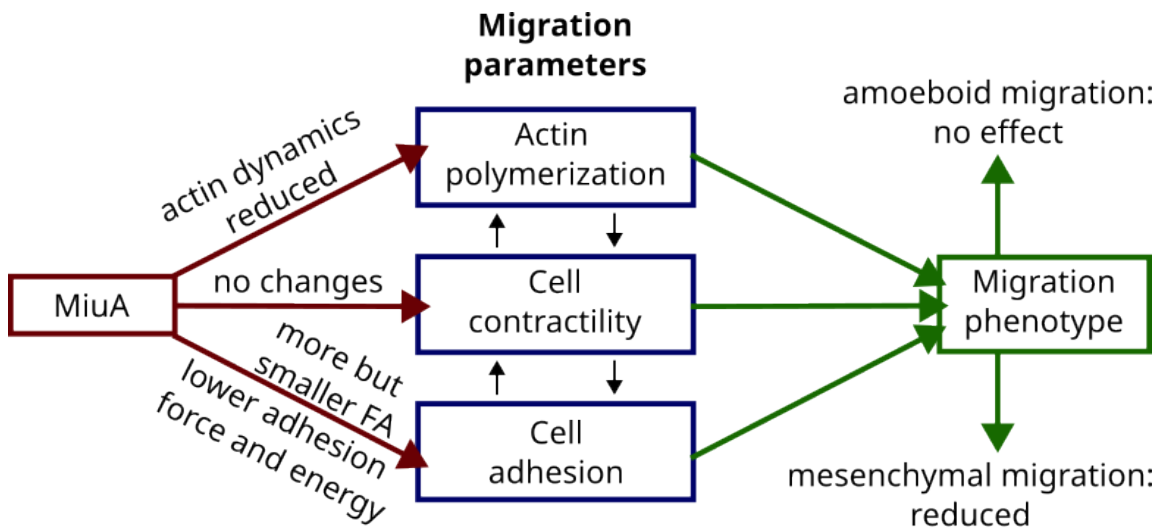 Migration
parameters
actin dynamics
reduced
Actin
polymerization
amoeboid migration:
no effect
MiuA
no changes
Cell
contractility
Migration
phenotype
more but
smaller FA
lower adhesion
force and energy
Cell
adhesion
mesenchymal migration:
reduced